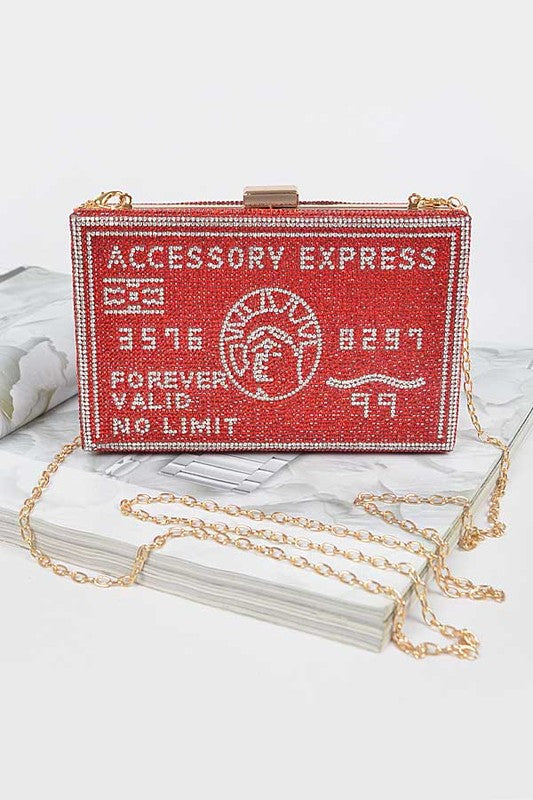 ACCESSORY EXPRESS
3576 8297
FOREVER
VALID
99
NO LIMIT